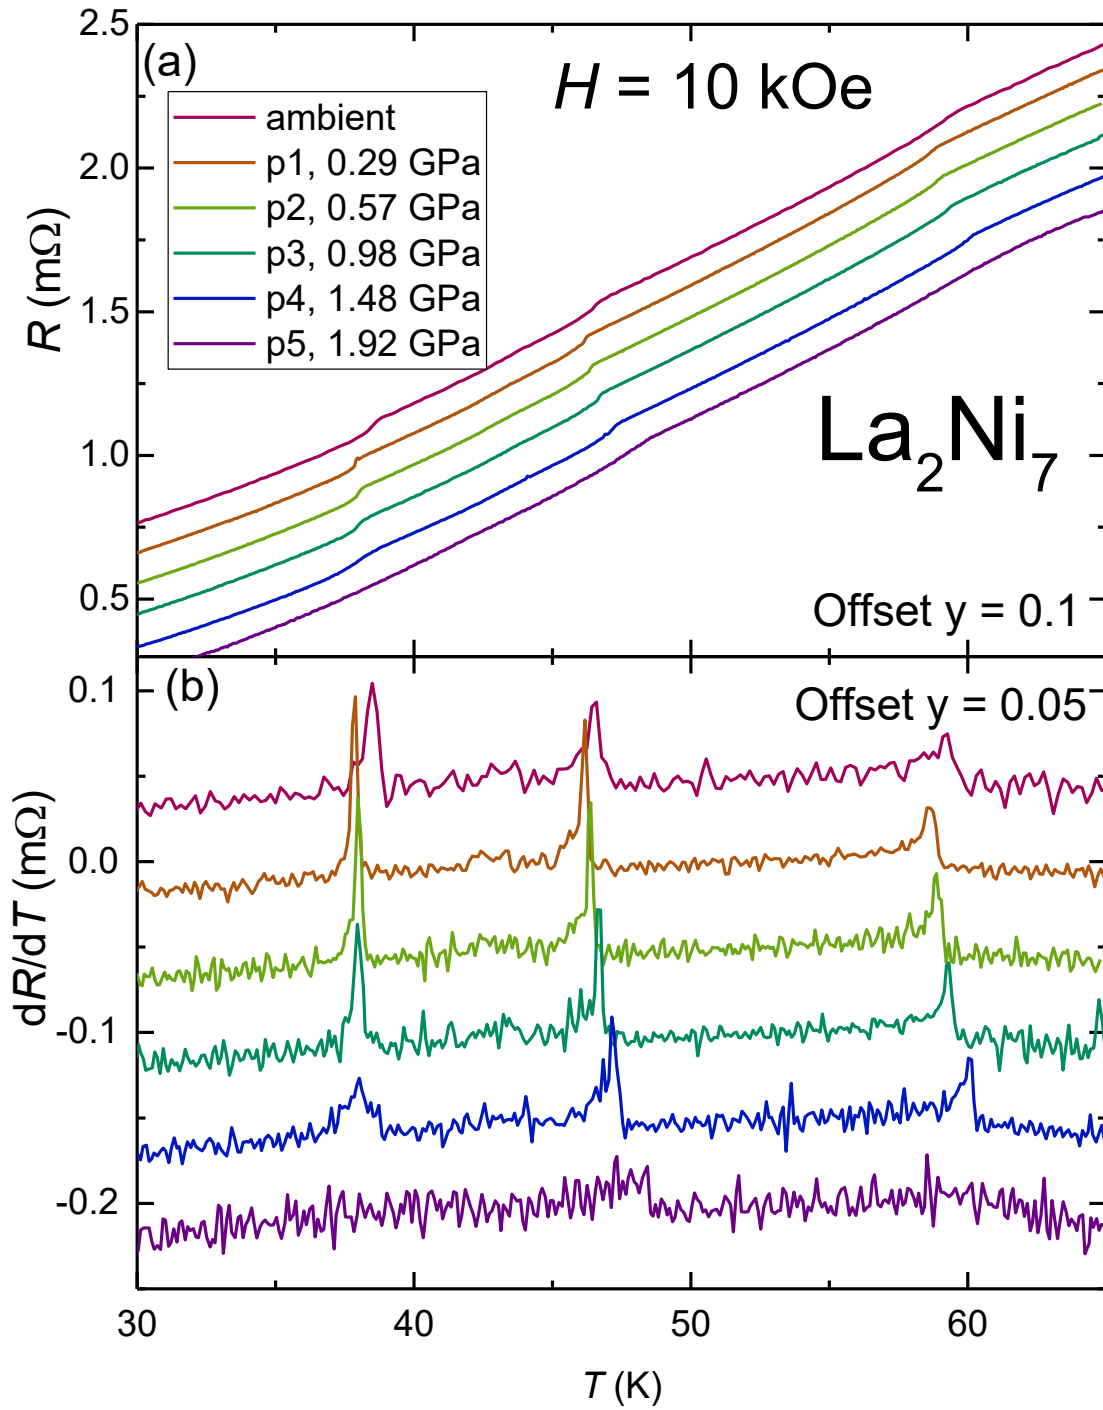 (a)
H = 10 kOe
ambient
p1, 0.29 GPa
p2, 0.57 GPa
p3, 0.98 GPa
p4, 1.48 GPa
p5, 1.92 GPa
2.5
2.0
1.5
1.0
0.5
R (mΩ)
La₂Ni₇
Offset y = 0.1
(b)
Offset y = 0.05
0.1
0.0
-0.1
-0.2
dR/dT (mΩ)
30 40 50 60
T (K)